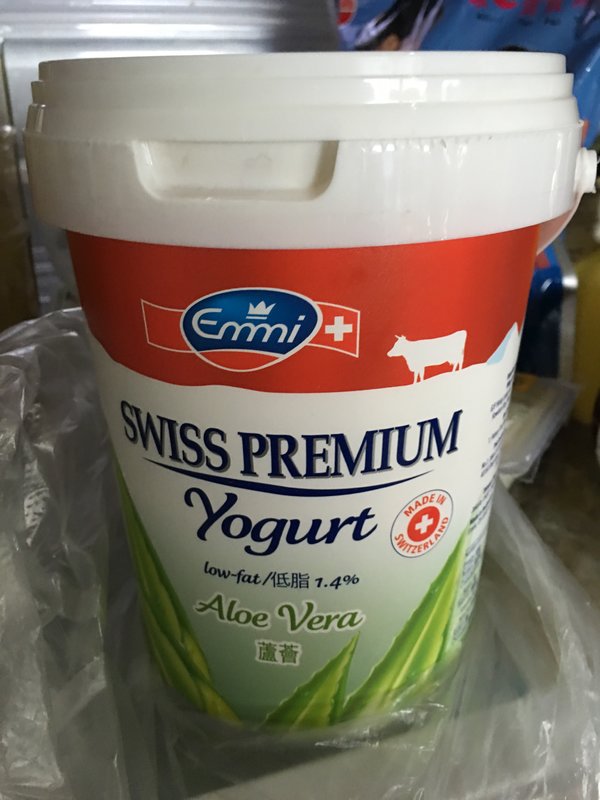 Emmi
SWISS PREMIUM
Yogurt
MADE IN
SWITZERLAND
low-fat/低脂 1.4%
Aloe Vera
蘆薈